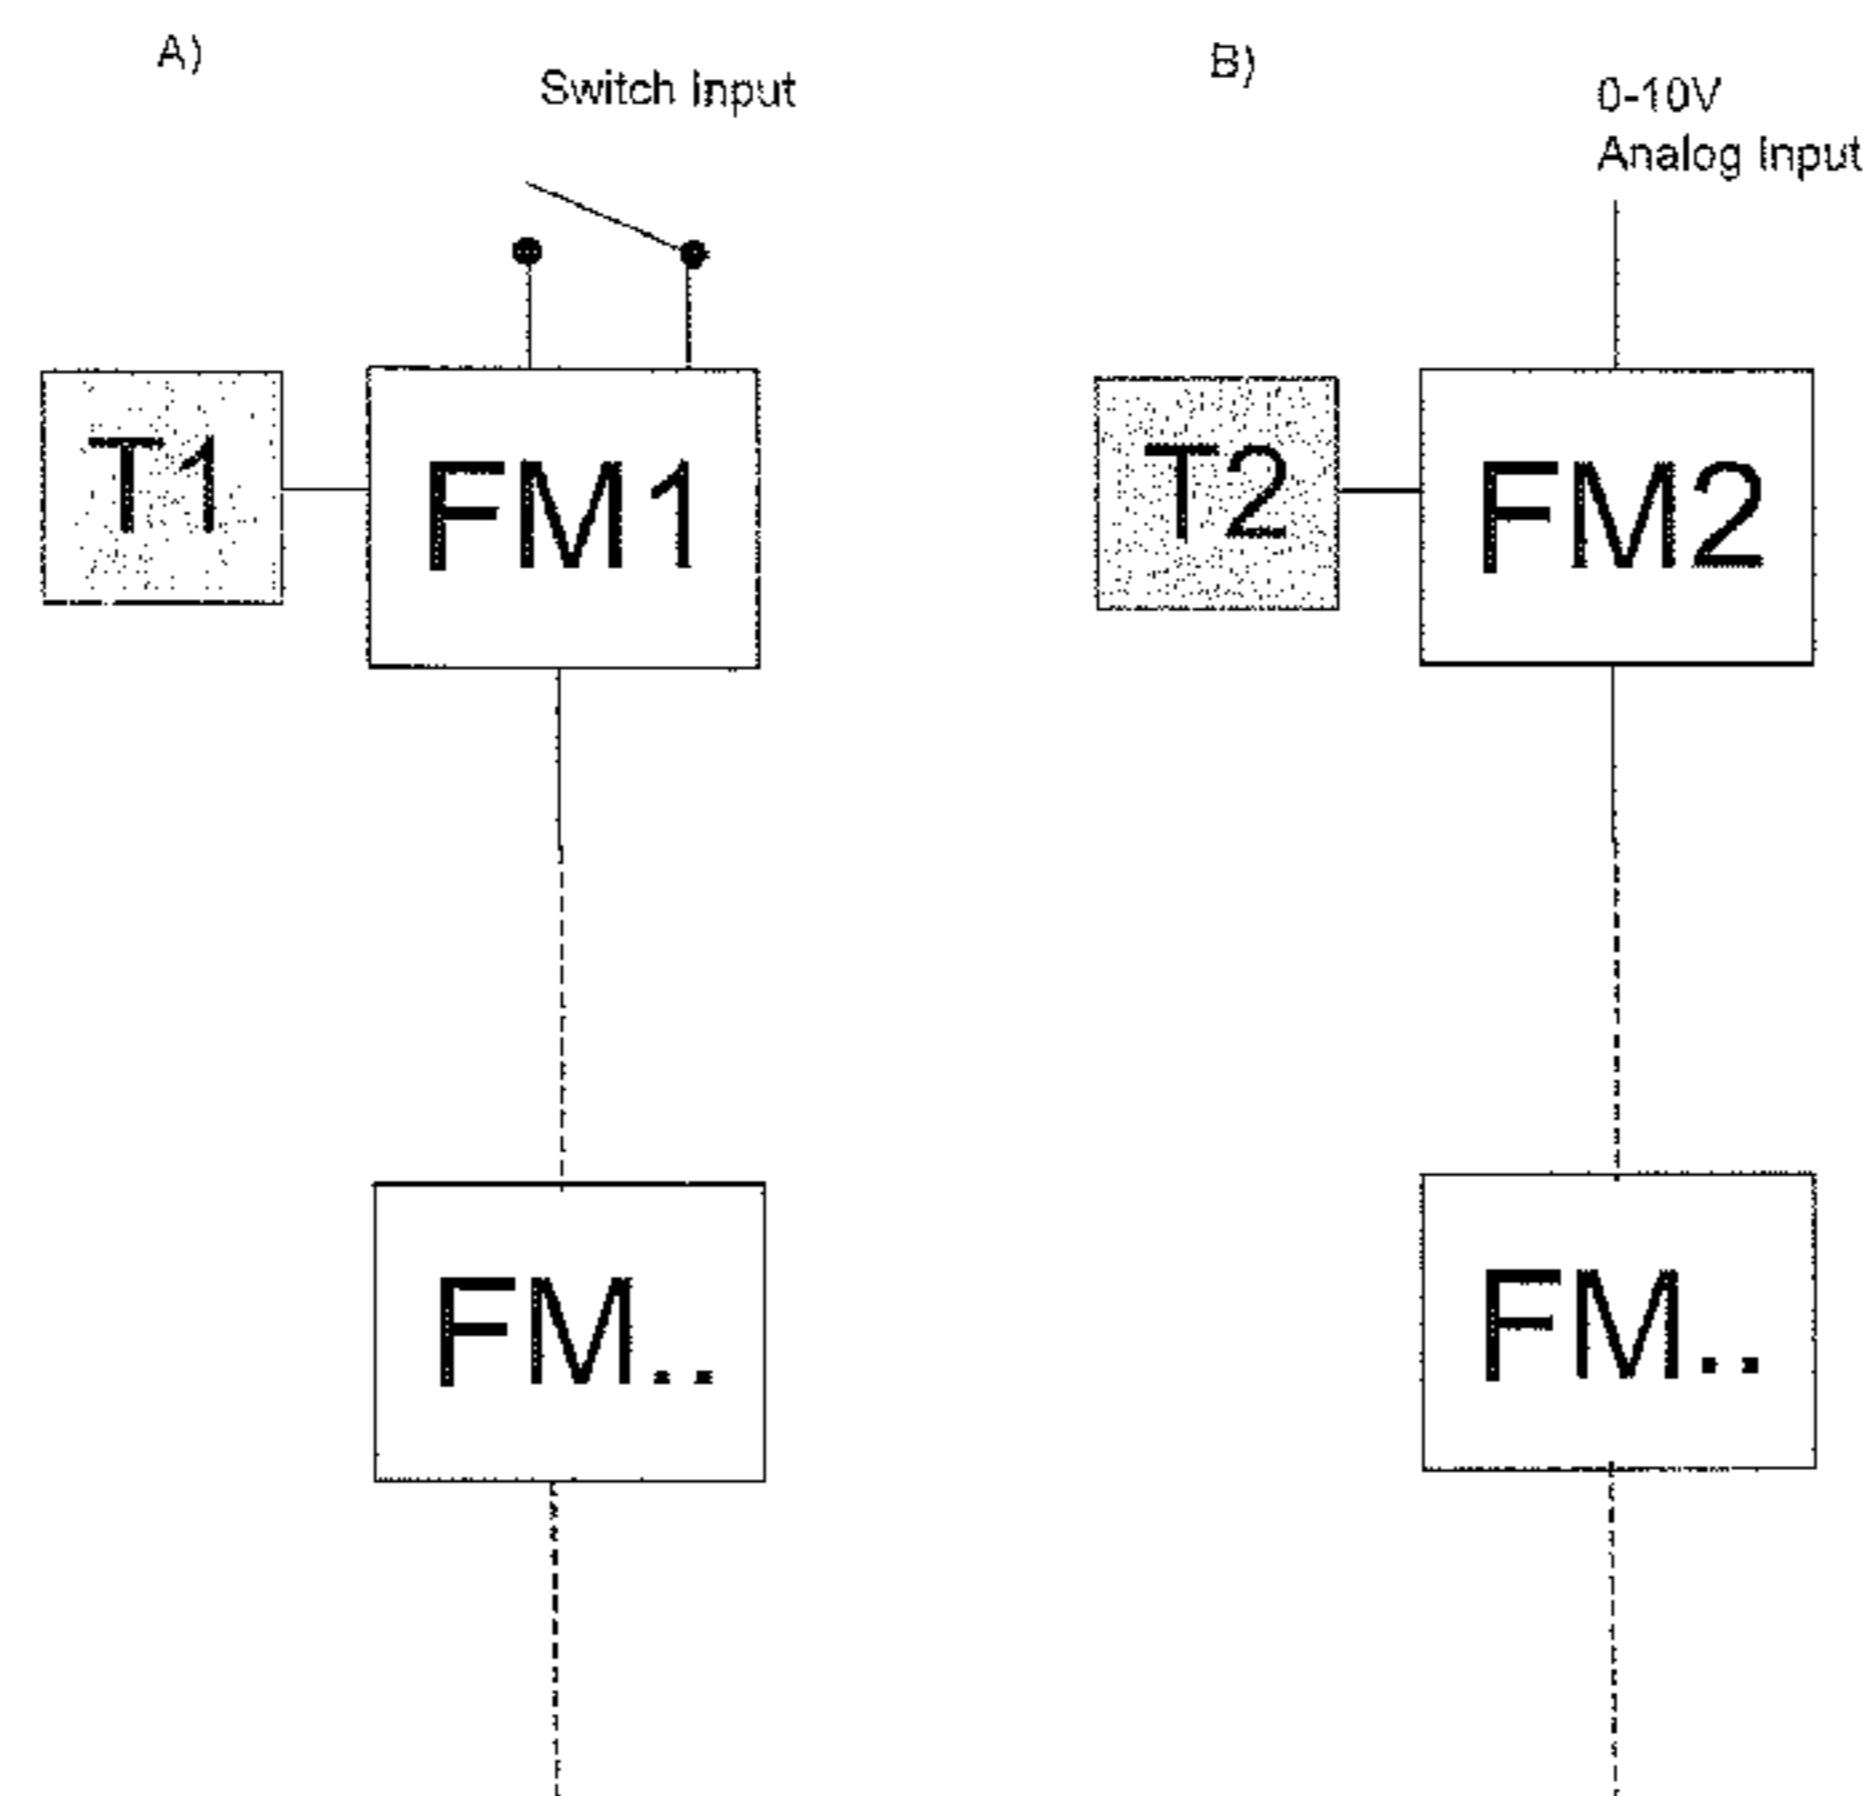 A)
Switch Input
T1
FM1
FM..
B)
0-10V
Analog Input
T2
FM2
FM..